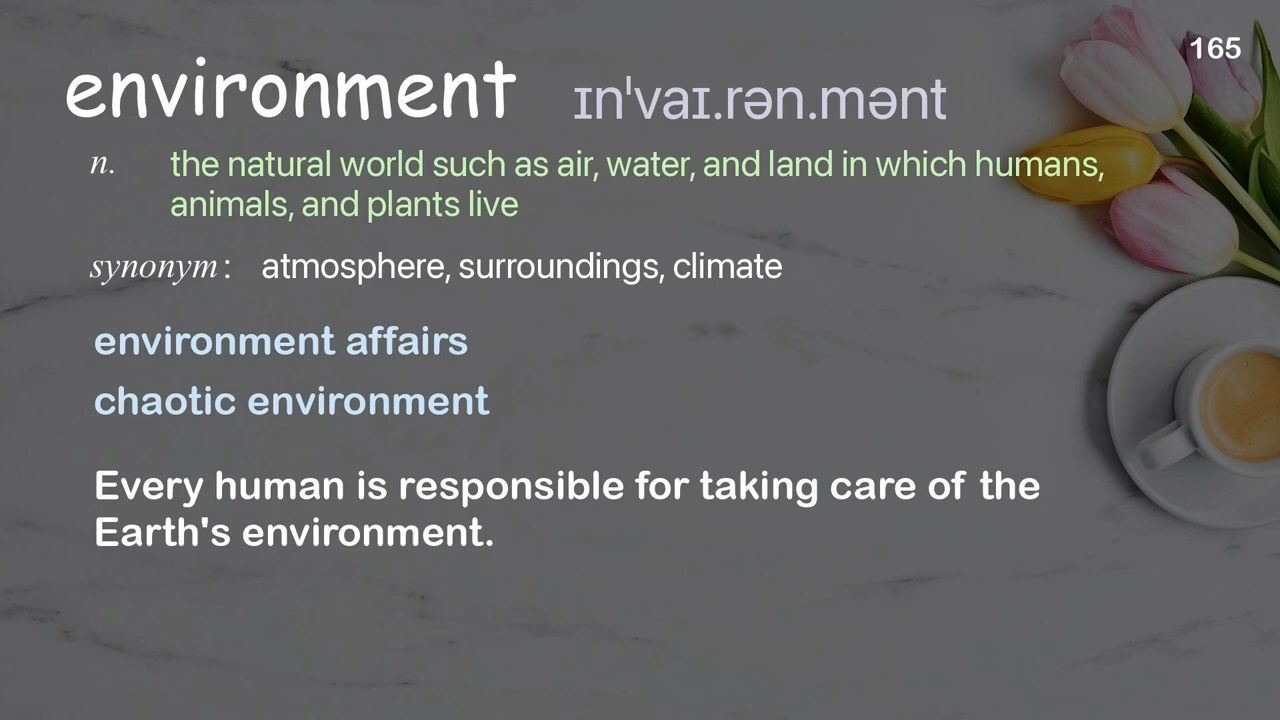 165
environment ɪnˈvaɪ.rən.mənt
n. the natural world such as air, water, and land in which humans,
animals, and plants live
synonym: atmosphere, surroundings, climate
environment affairs
chaotic environment
Every human is responsible for taking care of the
Earth's environment.